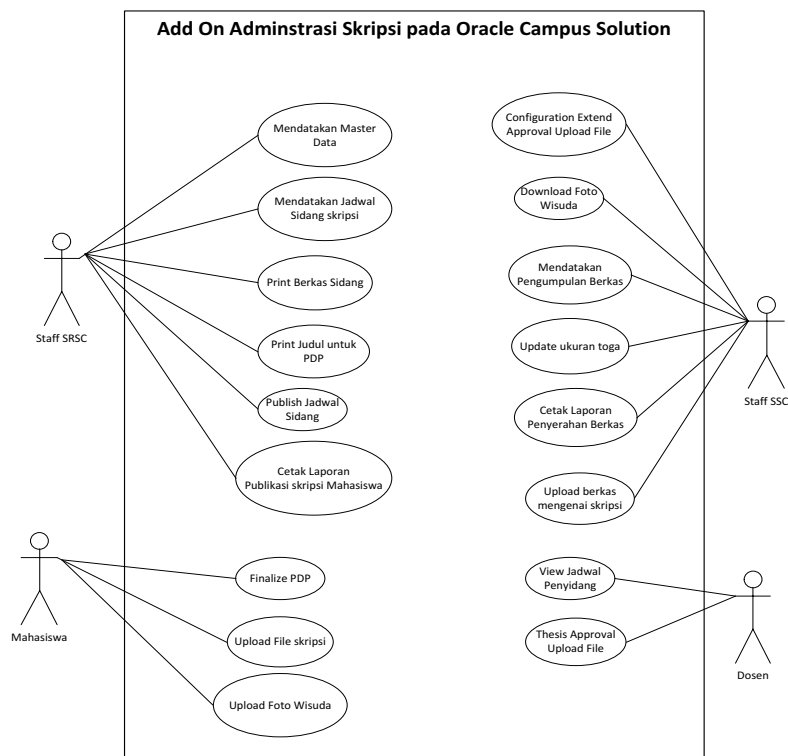 Add On Adminstrasi Skripsi pada Oracle Campus Solution
Mendatakan Master
Data
Mendatakan Jadwal
Sidang skripsi
Print Berkas Sidang
Print Judul untuk
PDP
Publish Jadwal
Sidang
Cetak Laporan
Publikasi skripsi Mahasiswa
Staff SRSC
Configuration Extend
Approval Upload File
Download Foto
Wisuda
Mendatakan
Pengumpulan Berkas
Update ukuran toga
Cetak Laporan
Penyerahan Berkas
Upload berkas
mengenai skripsi
Staff SSC
Finalize PDP
Upload File skripsi
Upload Foto Wisuda
Mahasiswa
View Jadwal
Penyidang
Thesis Approval
Upload File
Dosen